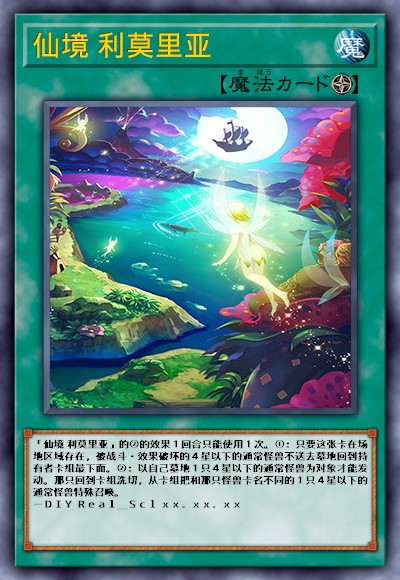 仙境 利莫里亚
魔
まほう
【魔法カード】
「仙境 利莫里亚」的②的效果１回合只能使用１次。①：只要这张卡在场
地区域存在，被战斗·效果破坏的４星以下的通常怪兽不送去墓地回到持
有者卡组最下面。②：以自己墓地１只４星以下的通常怪兽为对象才能发
动。那只回到卡组洗切，从卡组把和那只怪兽卡名不同的１只４星以下的
通常怪兽特殊召唤。
－ＤＩＹＲｅａｌ＿Ｓｃｌｘｘ．ｘｘ．ｘｘ